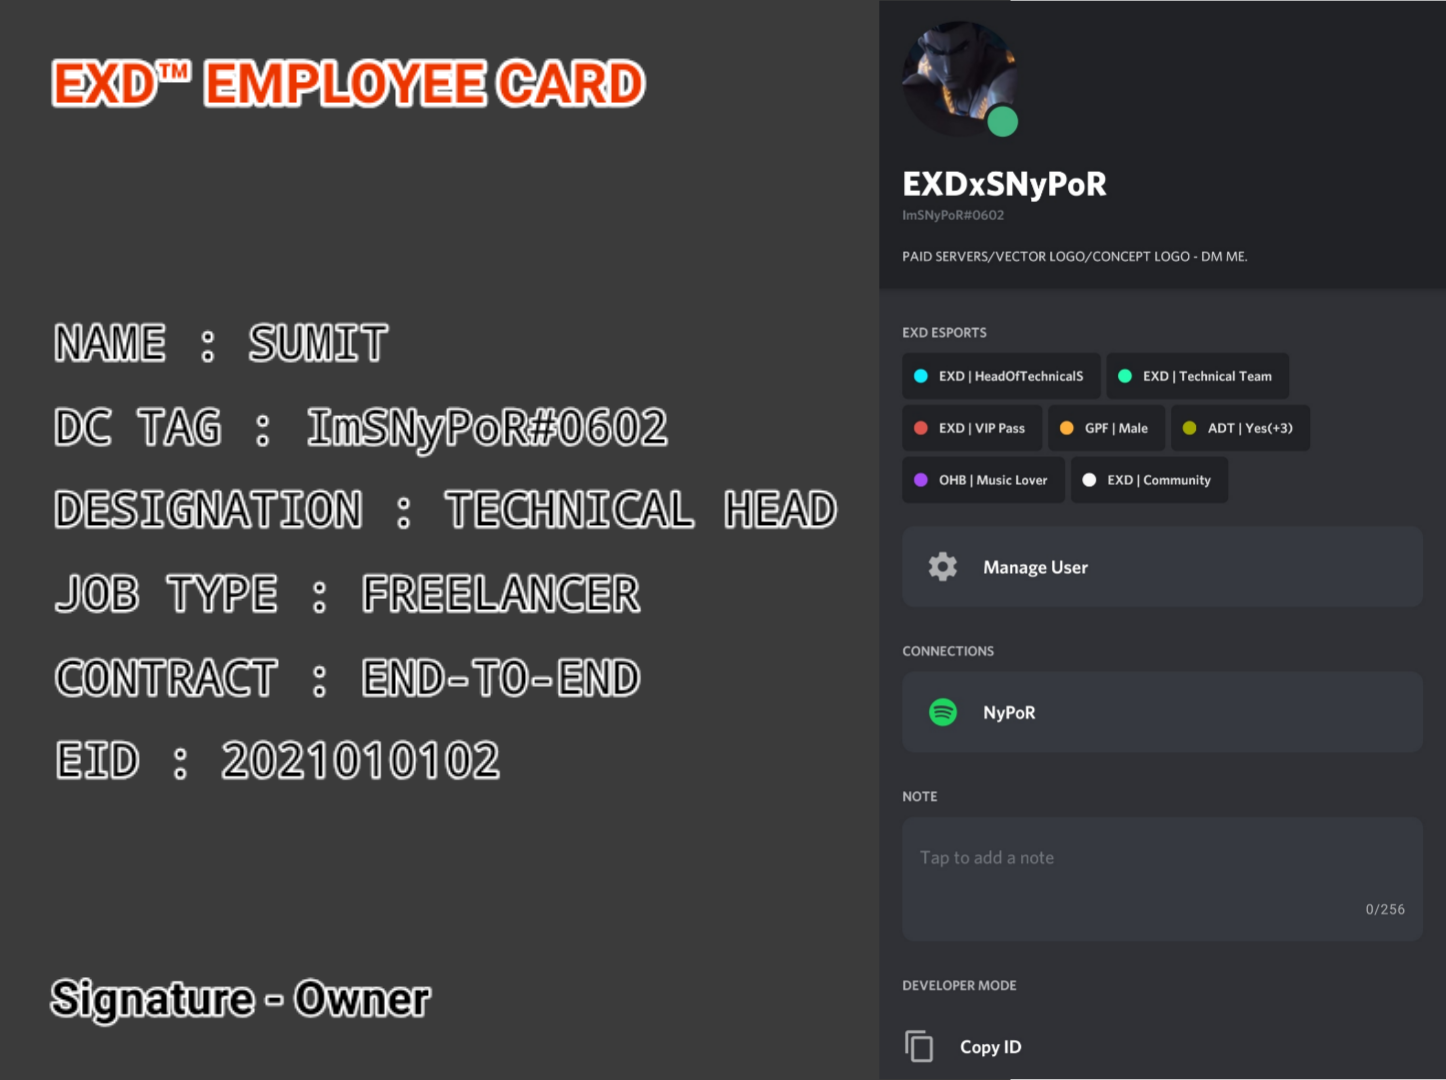 EXD™ EMPLOYEE CARD
NAME : SUMIT
DC TAG : ImSNyPoR#0602
DESIGNATION : TECHNICAL HEAD
JOB TYPE : FREELANCER
CONTRACT : END-TO-END
EID : 2021010102
Signature - Owner
EXDxSNyPoR
ImSNyPoR#0602
PAID SERVERS/VECTOR LOGO/CONCEPT LOGO - DM ME.
EXD ESPORTS
EXD | HeadOfTechnicalS EXD | Technical Team
EXD | VIP Pass GPF | Male ADT | Yes(+3)
OHB | Music Lover EXD | Community
Manage User
CONNECTIONS
NyPoR
NOTE
Tap to add a note
0/256
DEVELOPER MODE
Copy ID